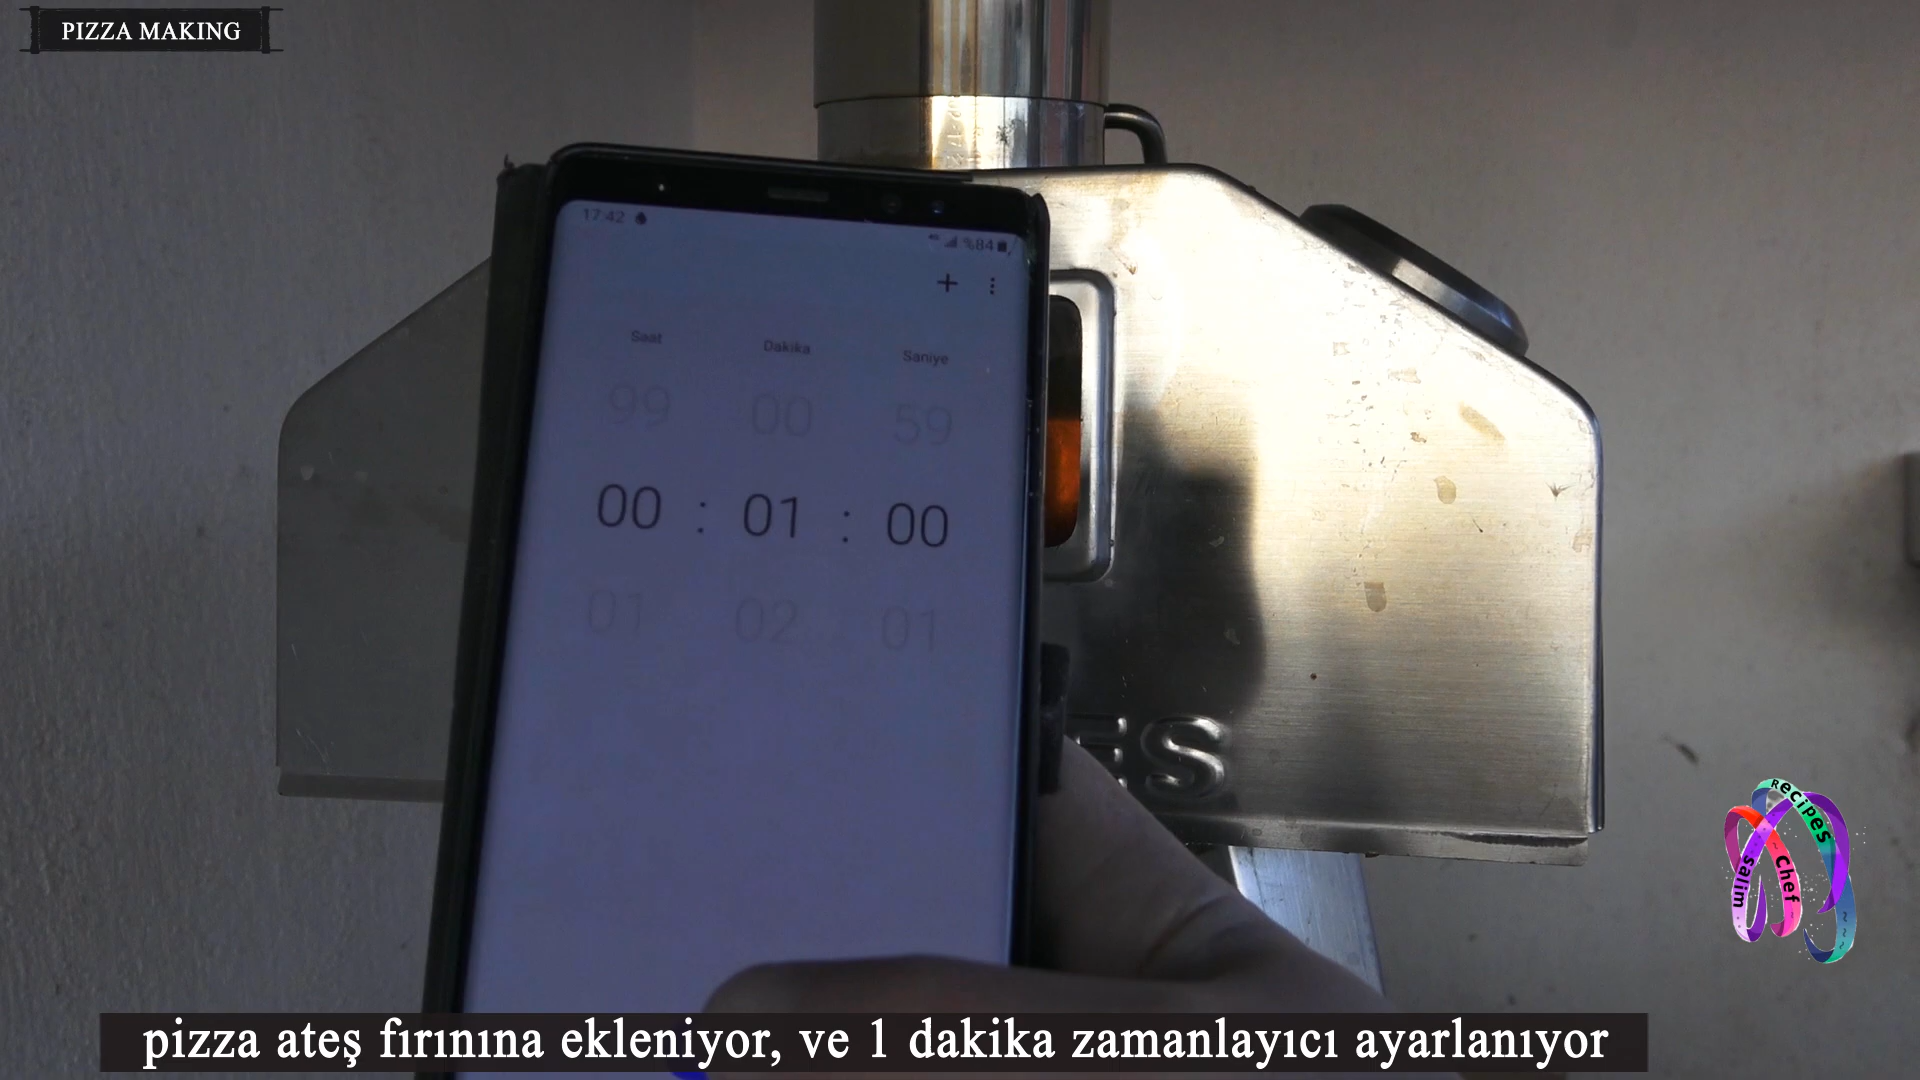 PIZZA MAKING
17:42
%84
Saat Dakika Saniye
99 00 59
00 : 01 : 00
01 02 01
ES
Recipes
Chef
salim
pizza ateş fırınına ekleniyor, ve 1 dakika zamanlayıcı ayarlanıyor